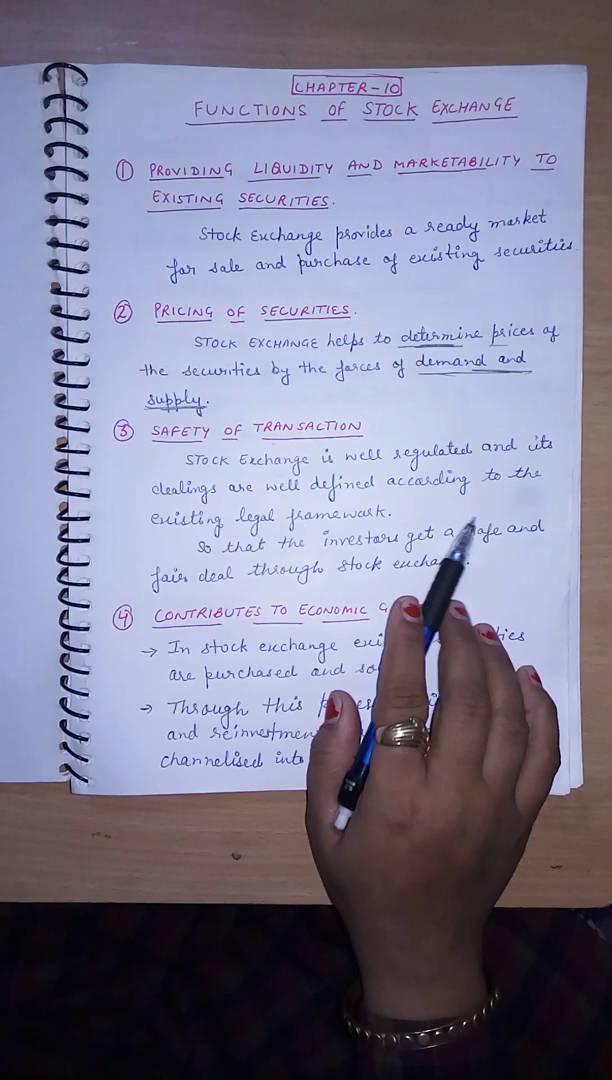 CHAPTER-10
FUNCTIONS OF STOCK EXCHANGE
① PROVIDING LIQUIDITY AND MARKETABILITY TO
EXISTING SECURITIES.
Stock Exchange provides a ready market
for sale and purchase of existing securities.
② PRICING OF SECURITIES.
STOCK EXCHANGE helps to determine prices of
the securities by the forces of demand and
supply.
③ SAFETY OF TRANSACTION
STOCK Exchange is well regulated and its
dealings are well defined according to the
existing legal framework.
So that the investors get a safe and
fair deal through stock
④ CONTRIBUTES TO ECONOMIC
→ In stock exchange
are purchased and
→ Through this
and
channelised into